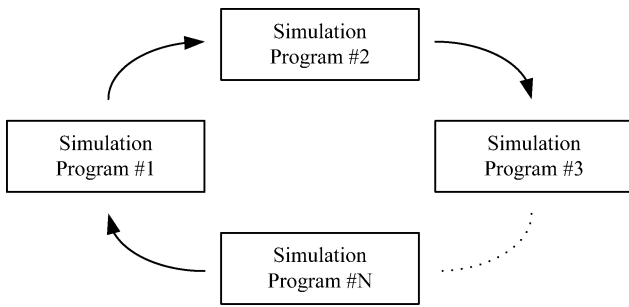 Simulation
Program #2
Simulation
Program #1
Simulation
Program #3
Simulation
Program #N